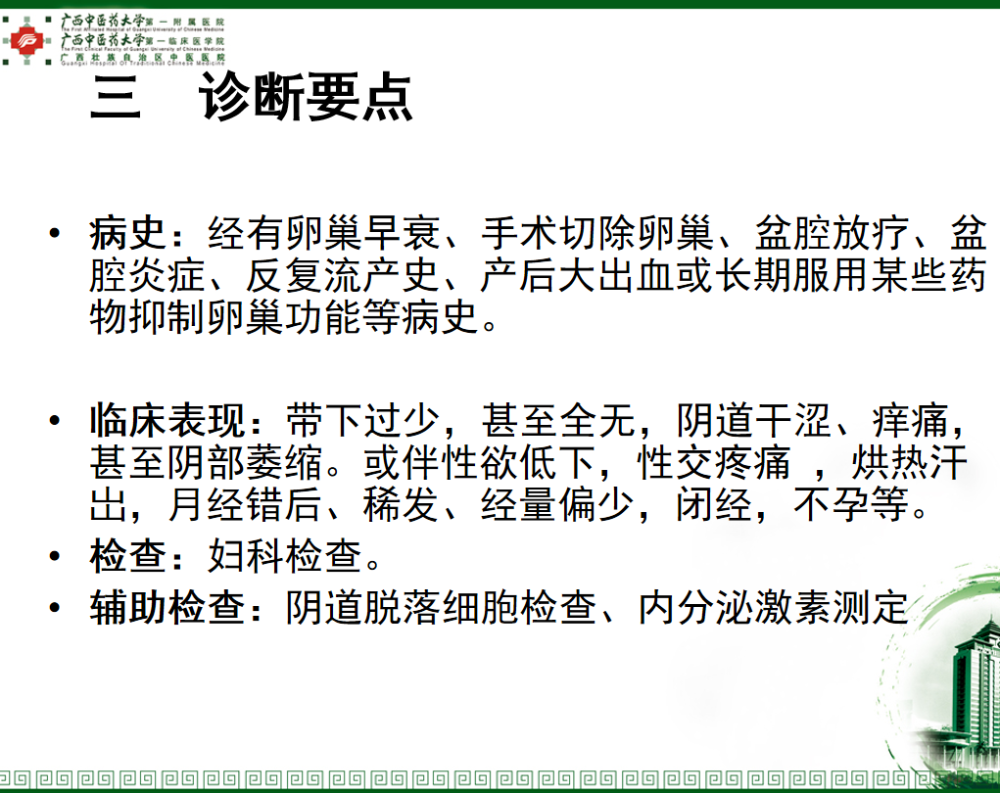 广西中医药大学第一附属医院
The First Affiliated Hospital of Guangxi University of Chinese Medicine
广西中医药大学第一临床医学院
The First Clinical Faculty of Guangxi University of Chinese Medicine
广西壮族自治区中医医院
Guangxi Hospital Of Traditional Chinese Medicine
三 诊断要点
• 病史：经有卵巢早衰、手术切除卵巢、盆腔放疗、盆
腔炎症、反复流产史、产后大出血或长期服用某些药
物抑制卵巢功能等病史。
• 临床表现：带下过少，甚至全无，阴道干涩、痒痛，
甚至阴部萎缩。或伴性欲低下，性交疼痛 ，烘热汗
出，月经错后、稀发、经量偏少，闭经，不孕等。
• 检查：妇科检查。
• 辅助检查：阴道脱落细胞检查、内分泌激素测定